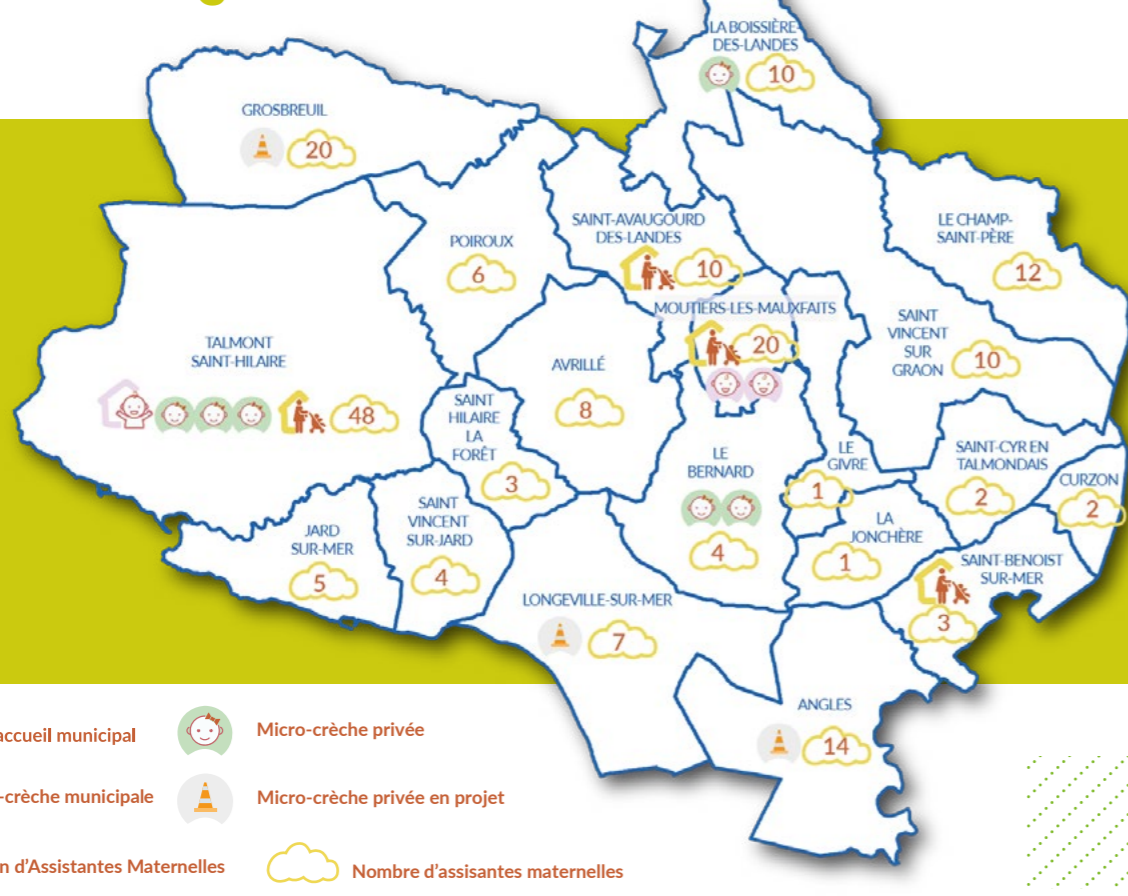 LA BOISSIÈRE-
DES-LANDES
10
GROSBREUIL
20
SAINT-AVAUGOURD
DES-LANDES
10
LE CHAMP-
SAINT-PÈRE
12
POIROUX
6
MOUTIERS-LES-MAUXFAITS
20
SAINT
VINCENT
SUR
GRAON
10
TALMONT
SAINT-HILAIRE
48
AVRILLÉ
8
SAINT
HILAIRE
LA
FORÊT
3
LE
BERNARD
4
LE
GIVRE
1
SAINT-CYR EN
TALMONDAIS
2
CURZON
2
JARD
SUR-MER
5
SAINT
VINCENT
SUR-JARD
4
LA
JONCHÈRE
1
SAINT-BENOIST
SUR-MER
3
LONGEVILLE-SUR-MER
7
ANGLES
14
accueil municipal
Micro-crèche privée
-crèche municipale
Micro-crèche privée en projet
n d'Assistantes Maternelles
Nombre d'assisantes maternelles